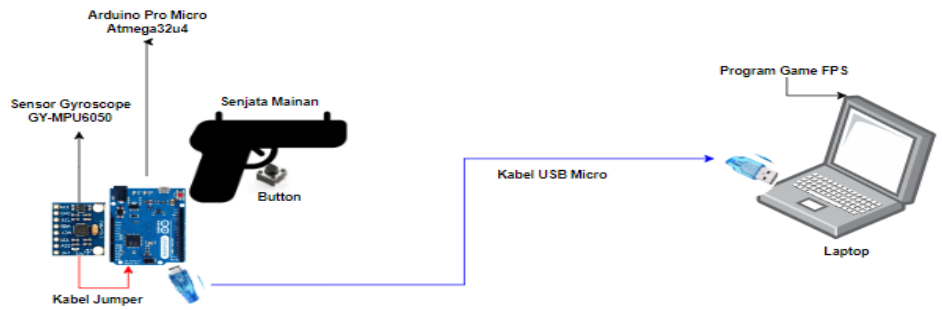 Arduino Pro Micro
Atmega32u4
Sensor Gyroscope
GY-MPU6050
Senjata Mainan
Button
Kabel Jumper
Kabel USB Micro
Program Game FPS
Laptop